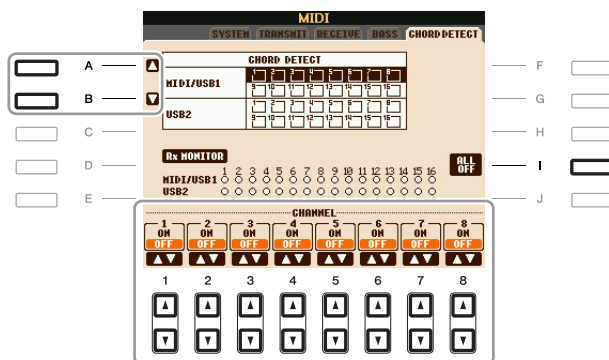 MIDI
SYSTEM TRANSMIT RECEIVE BASS CHORD DETECT
CHORD DETECT
A
F
MIDI/USB1
1 2 3 4 5 6 7 8
9 10 11 12 13 14 15 16
B
G
USB2
1 2 3 4 5 6 7 8
9 10 11 12 13 14 15 16
C
H
Rx MONITOR
D
1 2 3 4 5 6 7 8 9 10 11 12 13 14 15 16
ALL OFF
I
MIDI/USB1
USB2
E
J
CHANNEL
1 2 3 4 5 6 7 8
ON ON ON ON ON ON ON ON
OFF OFF OFF OFF OFF OFF OFF OFF
1 2 3 4 5 6 7 8